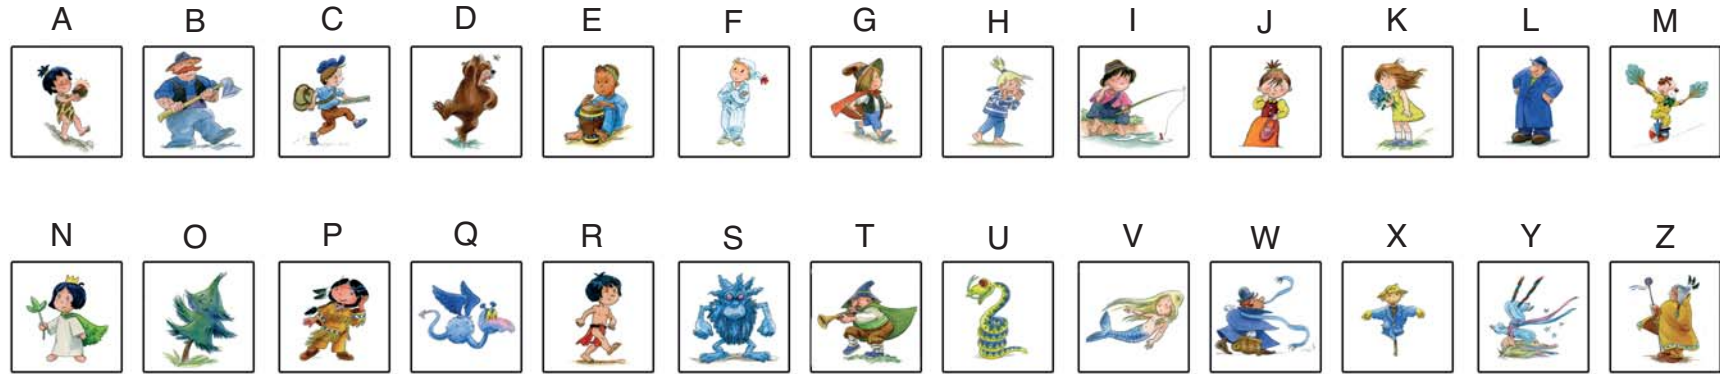 A B C D E F G H I J K L M
N O P Q R S T U V W X Y Z